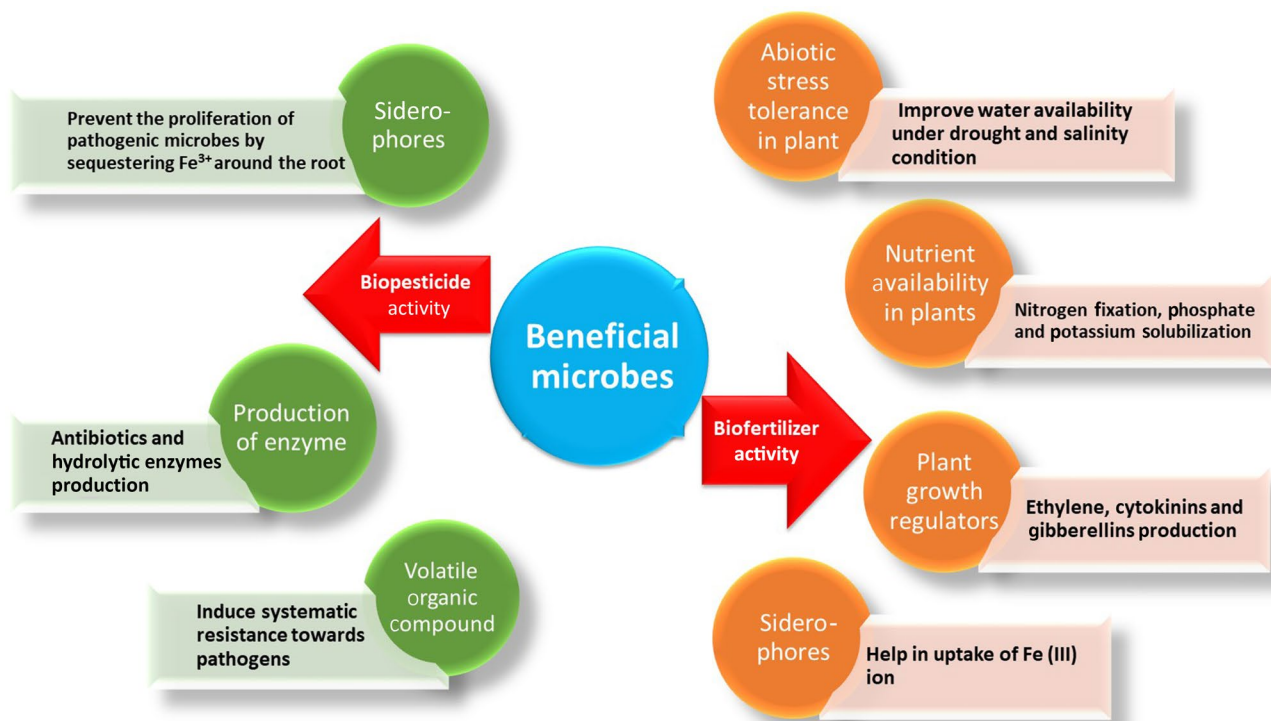 Sidero-
phores
Prevent the proliferation of
pathogenic microbes by
sequestering Fe³⁺ around the root
Biopesticide
activity
Production
of enzyme
Antibiotics and
hydrolytic enzymes
production
Volatile
organic
compound
Induce systematic
resistance towards
pathogens
Beneficial
microbes
Biofertilizer
activity
Abiotic
stress
tolerance
in plant
Improve water availability
under drought and salinity
condition
Nutrient
availability
in plants
Nitrogen fixation, phosphate
and potassium solubilization
Plant
growth
regulators
Ethylene, cytokinins and
gibberellins production
Sidero-
phores
Help in uptake of Fe (III)
ion